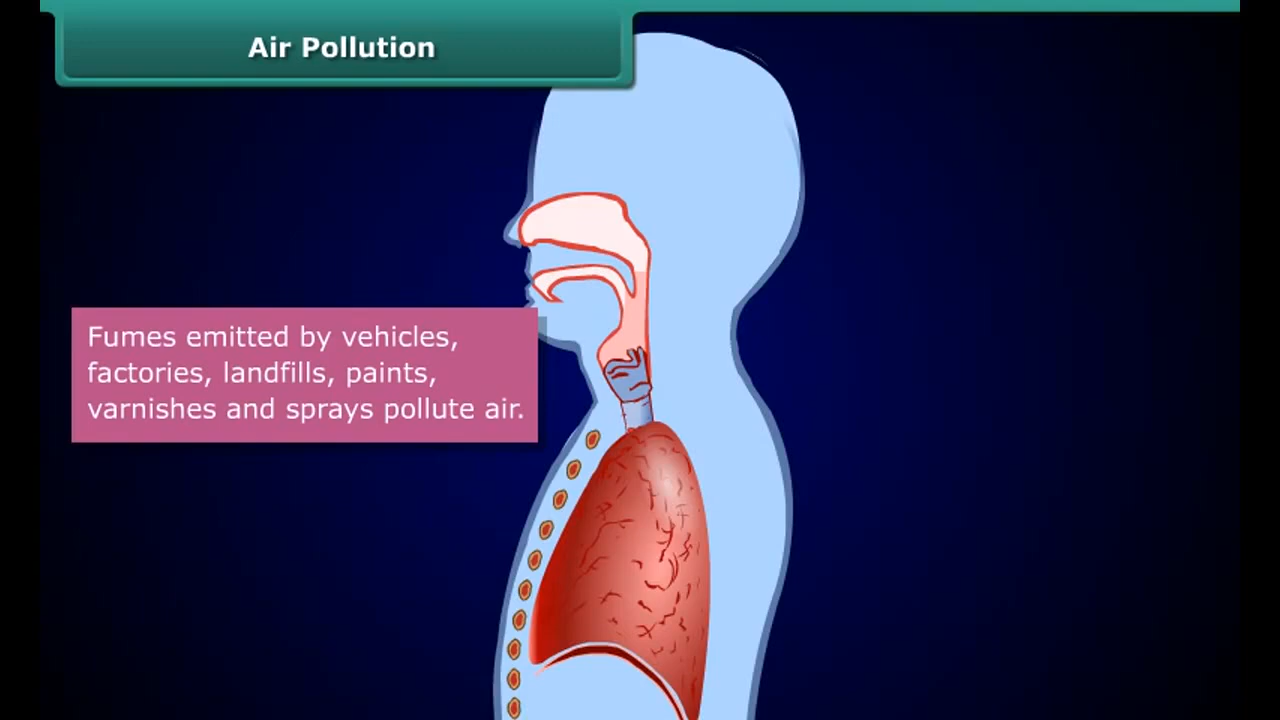 Air Pollution
Fumes emitted by vehicles,
factories, landfills, paints,
varnishes and sprays pollute air.